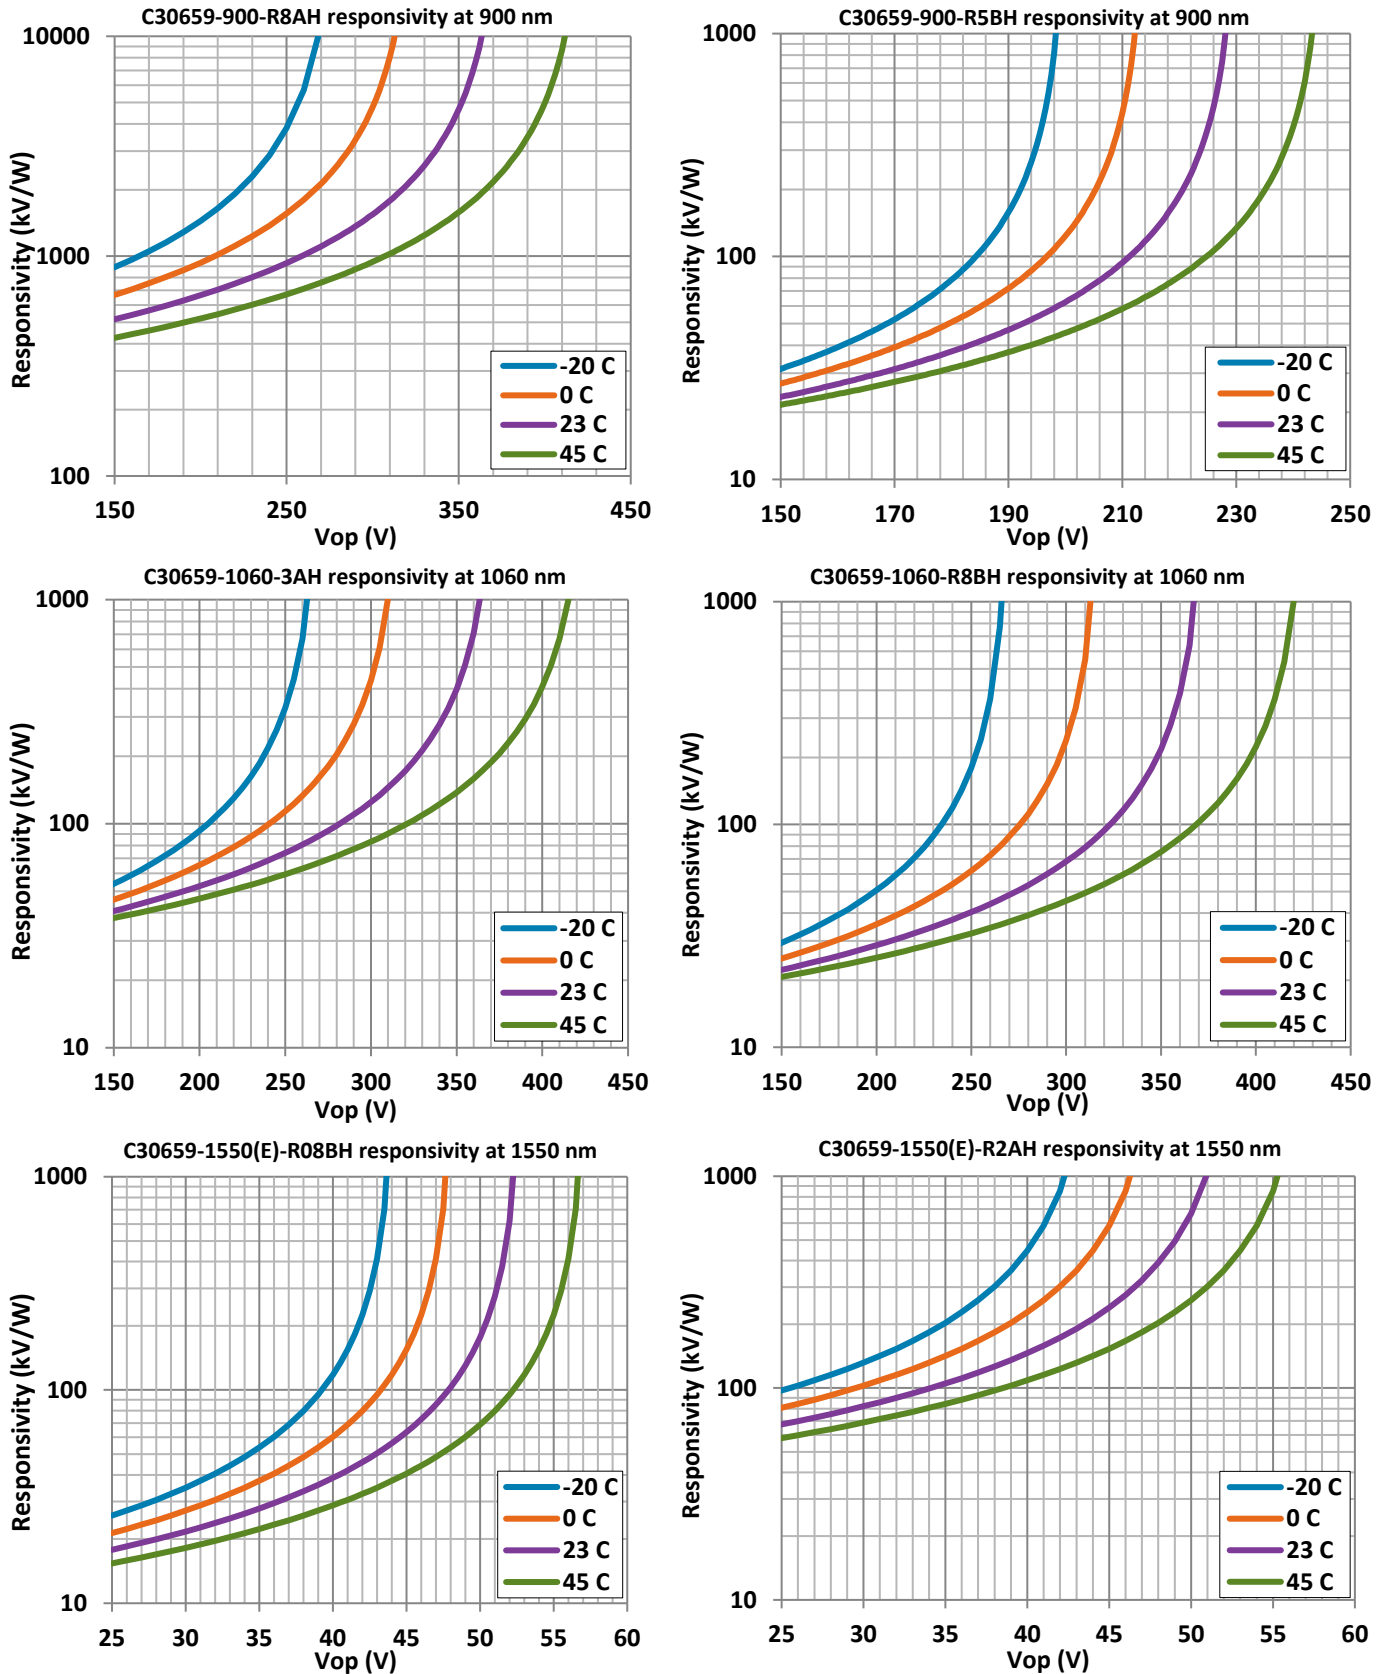 C30659-900-R8AH responsivity at 900 nm
10000
1000
100
Responsivity (kV/W)
-20 C
0 C
23 C
45 C
150 250 350 450
Vop (V)
C30659-900-R5BH responsivity at 900 nm
1000
100
10
Responsivity (kV/W)
-20 C
0 C
23 C
45 C
150 170 190 210 230 250
Vop (V)
C30659-1060-3AH responsivity at 1060 nm
1000
100
10
Responsivity (kV/W)
-20 C
0 C
23 C
45 C
150 200 250 300 350 400 450
Vop (V)
C30659-1060-R8BH responsivity at 1060 nm
1000
100
10
Responsivity (kV/W)
-20 C
0 C
23 C
45 C
150 200 250 300 350 400 450
Vop (V)
C30659-1550(E)-R08BH responsivity at 1550 nm
1000
100
10
Responsivity (kV/W)
-20 C
0 C
23 C
45 C
25 30 35 40 45 50 55 60
Vop (V)
C30659-1550(E)-R2AH responsivity at 1550 nm
1000
100
10
Responsivity (kV/W)
-20 C
0 C
23 C
45 C
25 30 35 40 45 50 55 60
Vop (V)